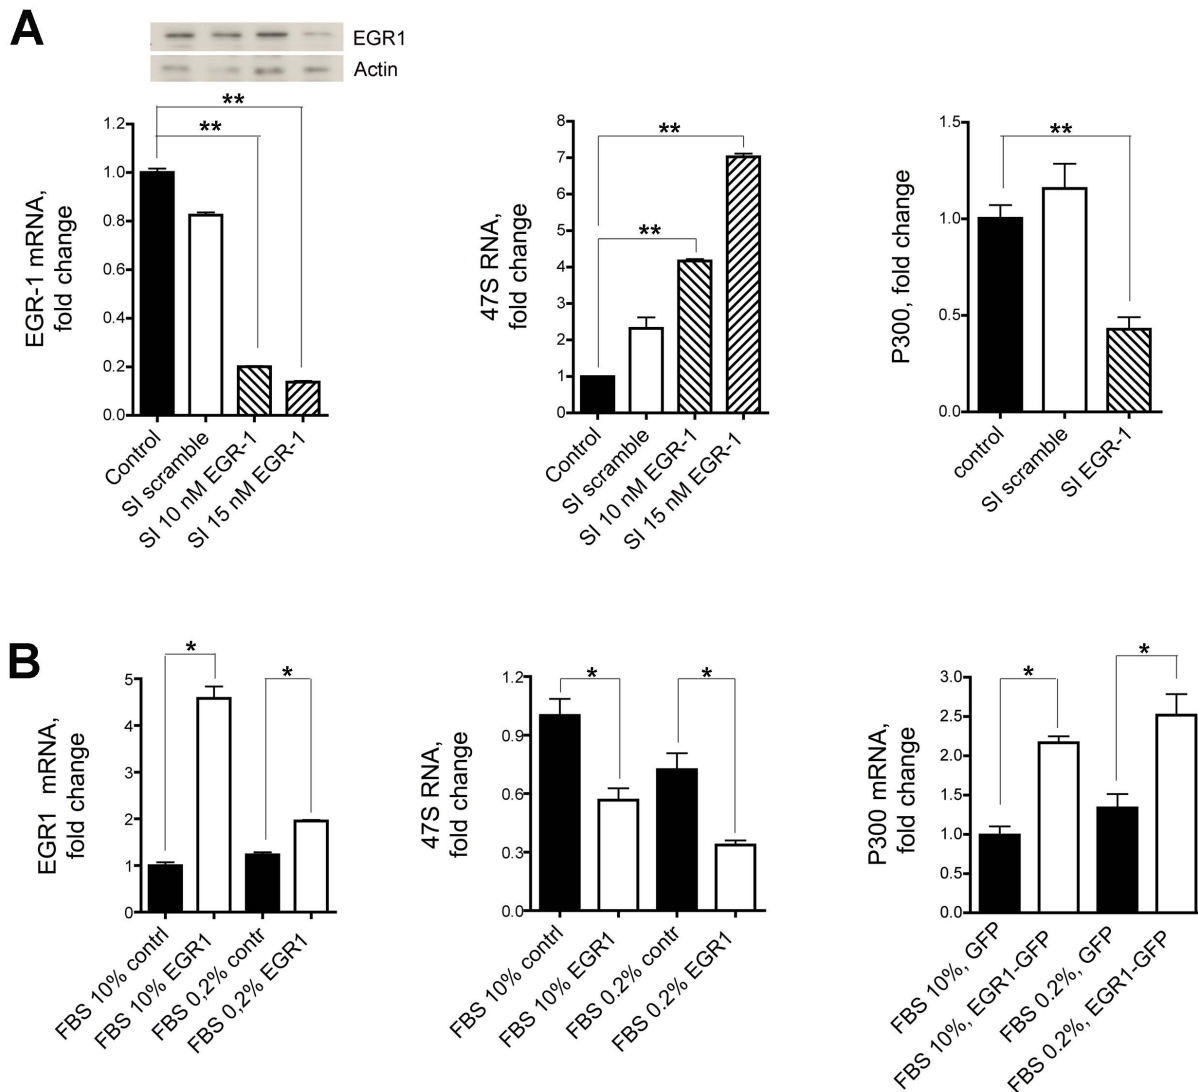 A
EGR1
Actin
EGR-1 mRNA,
fold change
1.2
1.0
0.8
0.6
0.4
0.2
0.0
**
**
Control
SI scramble
SI 10 nM EGR-1
SI 15 nM EGR-1
47S RNA,
fold change
8
7
6
5
4
3
2
1
0
**
**
Control
SI scramble
SI 10 nM EGR-1
SI 15 nM EGR-1
P300, fold change
1.5
1.0
0.5
0.0
**
control
SI scramble
SI EGR-1
B
EGR1 mRNA,
fold change
5
4
3
2
1
0
*
*
FBS 10% contrl
FBS 10% EGR1
FBS 0,2% contr
FBS 0,2% EGR1
47S RNA,
fold change
1.2
0.9
0.6
0.3
0.0
*
*
FBS 10% contrl
FBS 10% EGR1
FBS 0.2% contr
FBS 0.2% EGR1
P300 mRNA,
fold change
3.0
2.5
2.0
1.5
1.0
0.5
0.0
*
*
FBS 10%, GFP
FBS 10%, EGR1-GFP
FBS 0.2%, GFP
FBS 0.2%, EGR1-GFP